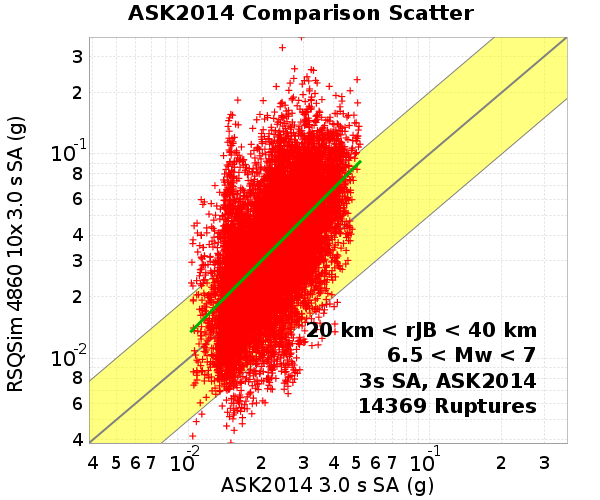 ASK2014 Comparison Scatter
RSQSim 4860 10x 3.0 s SA (g)
3
2
10-1
8
6
4
3
2
10-2
8
6
4
20 km < rJB < 40 km
6.5 < Mw < 7
3s SA, ASK2014
14369 Ruptures
4 5 6 7 10-2 2 3 4 5 6 7 10-1 2 3
ASK2014 3.0 s SA (g)